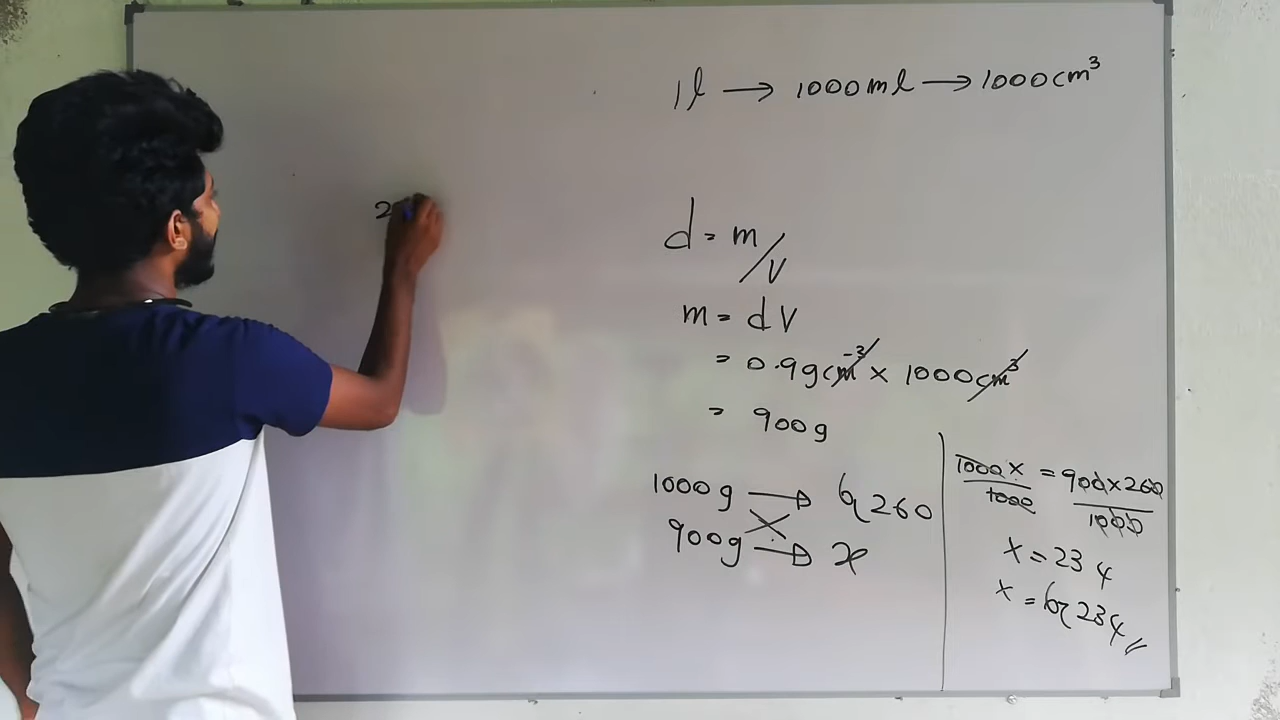 1l → 1000ml → 1000cm³
2
d = m/v
m = dv
= 0.9gcm⁻³ × 1000cm³
= 900g
1000g → රු 260
900g → x
1000x/1000 = 900×260/1000
x = 234
x = රු 234